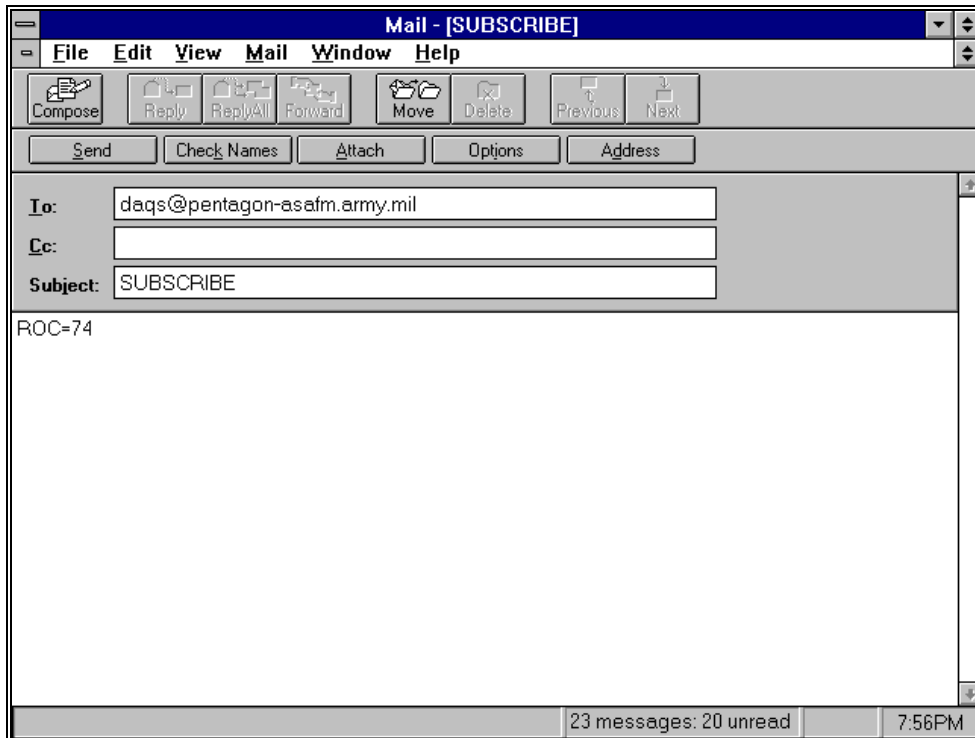 Mail - [SUBSCRIBE]
File Edit View Mail Window Help
Compose Reply ReplyAll Forward Move Delete Previous Next
Send Check Names Attach Options Address
To: daqs@pentagon-asafm.army.mil
Cc:
Subject: SUBSCRIBE
ROC=74
23 messages: 20 unread 7:56PM